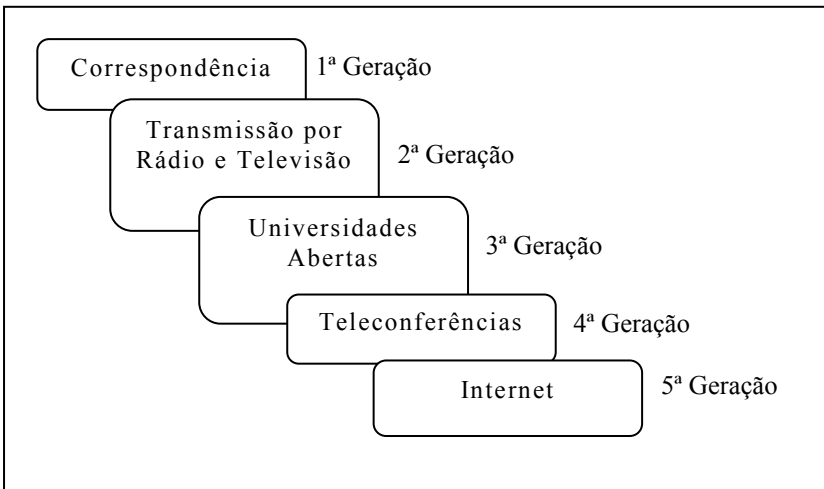 Correspondência 1ª Geração
Transmissão por
Rádio e Televisão 2ª Geração
Universidades
Abertas 3ª Geração
Teleconferências 4ª Geração
Internet 5ª Geração